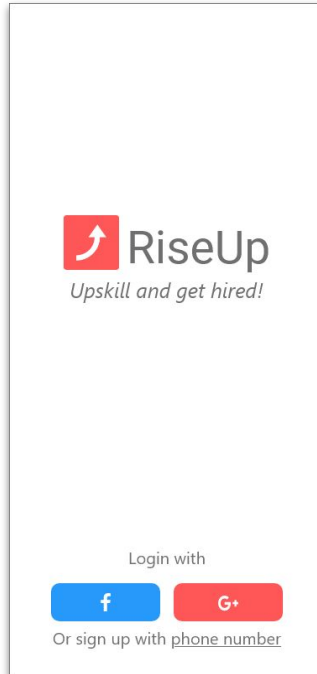 RiseUp
Upskill and get hired!
Login with
f G+
Or sign up with phone number